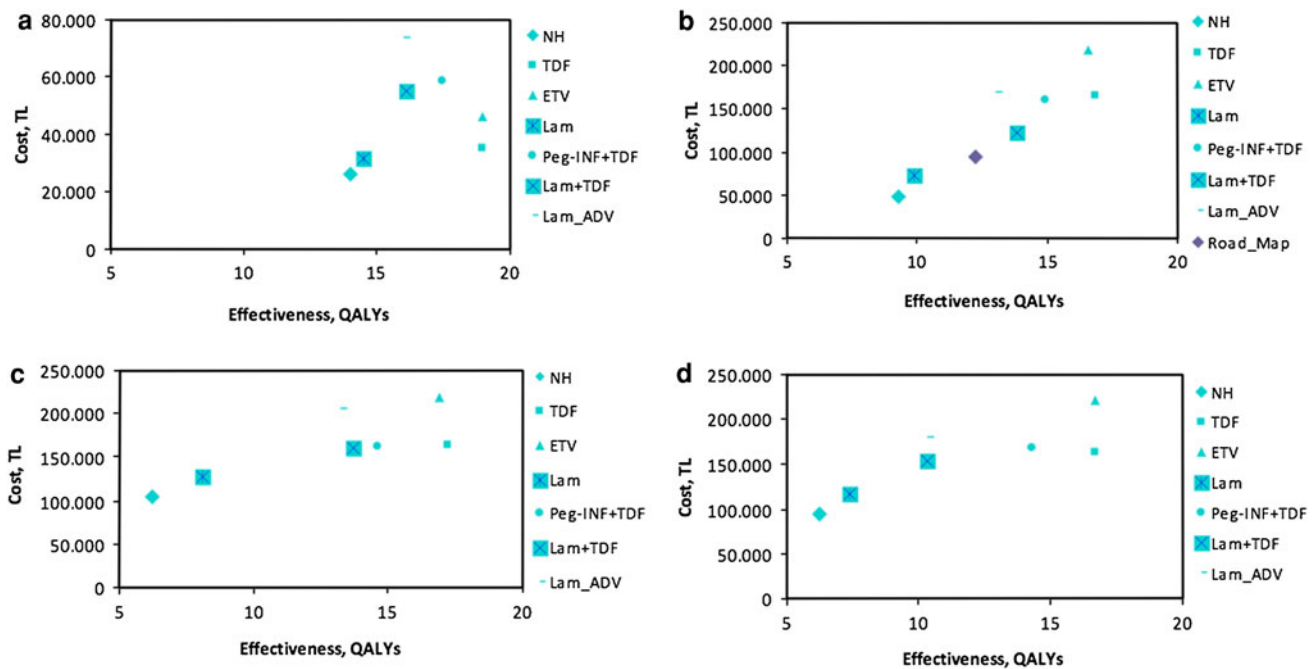 a
80.000
60.000
40.000
20.000
0
Cost, TL
5 10 15 20
Effectiveness, QALYs
NH
TDF
ETV
Lam
Peg-INF+TDF
Lam+TDF
Lam_ADV
b
250.000
200.000
150.000
100.000
50.000
0
Cost, TL
5 10 15 20
Effectiveness, QALYs
NH
TDF
ETV
Lam
Peg-INF+TDF
Lam+TDF
Lam_ADV
Road_Map
c
250.000
200.000
150.000
100.000
50.000
0
Cost, TL
5 10 15 20
Effectiveness, QALYs
NH
TDF
ETV
Lam
Peg-INF+TDF
Lam+TDF
Lam_ADV
d
250.000
200.000
150.000
100.000
50.000
0
Cost, TL
5 10 15 20
Effectiveness, QALYs
NH
TDF
ETV
Lam
Peg-INF+TDF
Lam+TDF
Lam_ADV